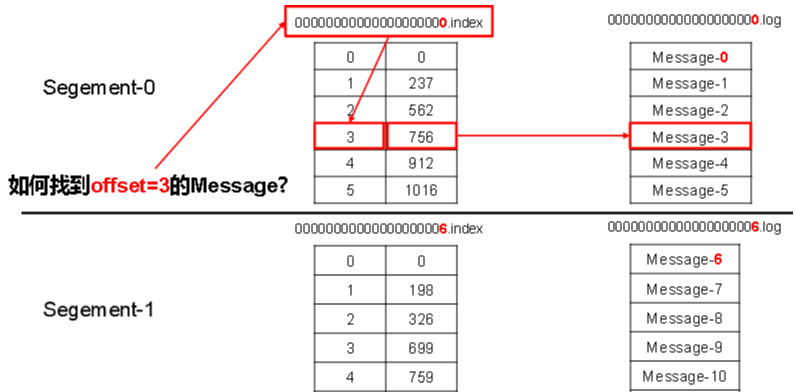 00000000000000000000.index
00000000000000000000.log
Segement-0
0 0
1 237
2 562
3 756
4 912
5 1016
Message-0
Message-1
Message-2
Message-3
Message-4
Message-5
如何找到offset=3的Message?
00000000000000000006.index
00000000000000000006.log
Segement-1
0 0
1 198
2 326
3 699
4 759
Message-6
Message-7
Message-8
Message-9
Message-10